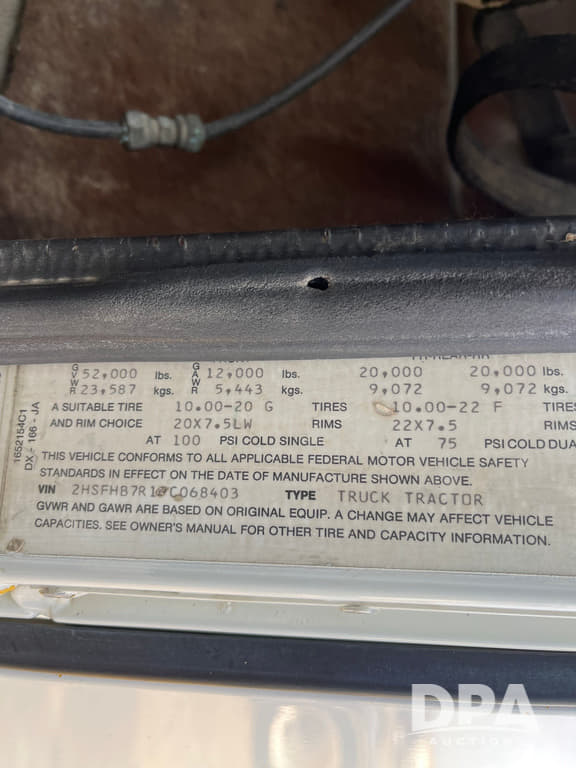 GVWR 52,000 lbs. GAWR 12,000 lbs. 20,000 20,000 lbs.
23,587 kgs. 5,443 kgs. 9,072 9,072 kgs.
A SUITABLE TIRE 10.00-20 G TIRES 10.00-22 F TIRES
AND RIM CHOICE 20X7.5LW RIMS 22X7.5 RIMS
AT 100 PSI COLD SINGLE AT 75 PSI COLD DUA
THIS VEHICLE CONFORMS TO ALL APPLICABLE FEDERAL MOTOR VEHICLE SAFETY
STANDARDS IN EFFECT ON THE DATE OF MANUFACTURE SHOWN ABOVE.
VIN TYPE TRUCK TRACTOR
GVWR AND GAWR ARE BASED ON ORIGINAL EQUIP. A CHANGE MAY AFFECT VEHICLE
CAPACITIES. SEE OWNER'S MANUAL FOR OTHER TIRE AND CAPACITY INFORMATION.
1652154C1
DX - 166 - JA
DPA
AUCTIONS